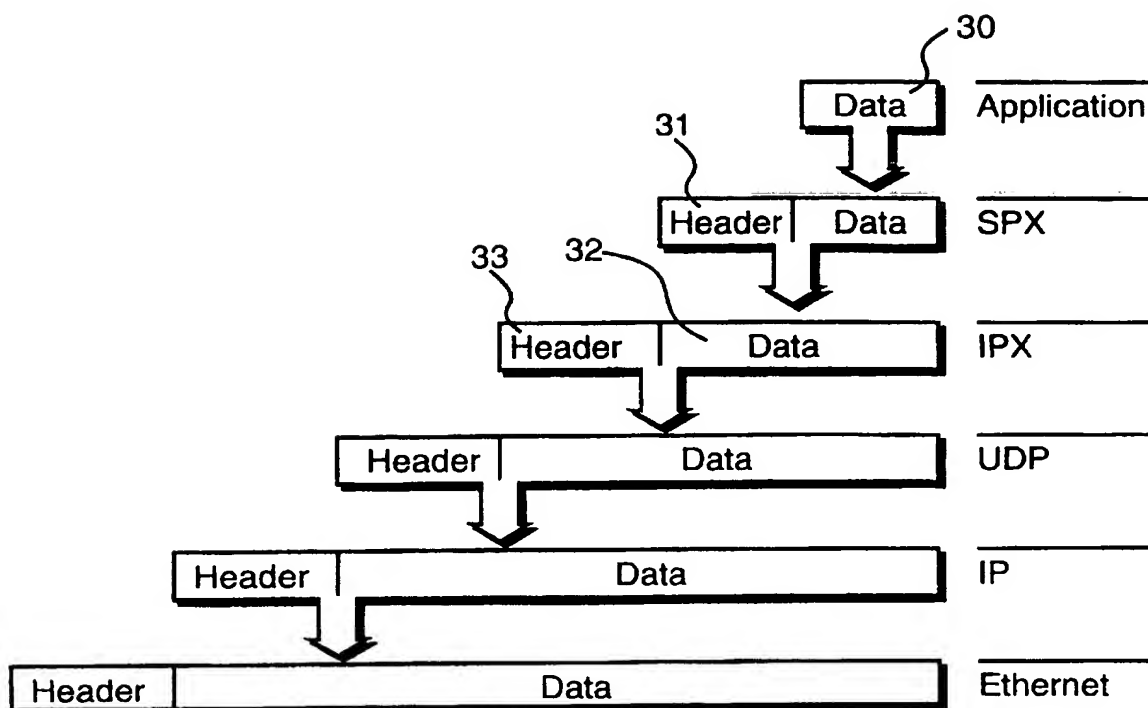 30
Data Application
31
Header Data SPX
33 32
Header Data IPX
Header Data UDP
Header Data IP
Header Data Ethernet